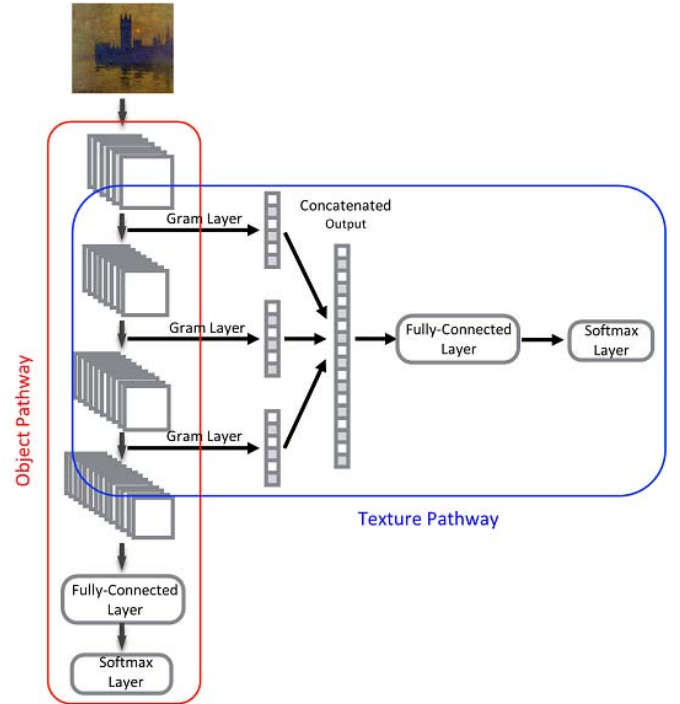 Gram Layer
Concatenated
Output
Gram Layer
Fully-Connected
Layer
Softmax
Layer
Object Pathway
Gram Layer
Texture Pathway
Fully-Connected
Layer
Softmax
Layer